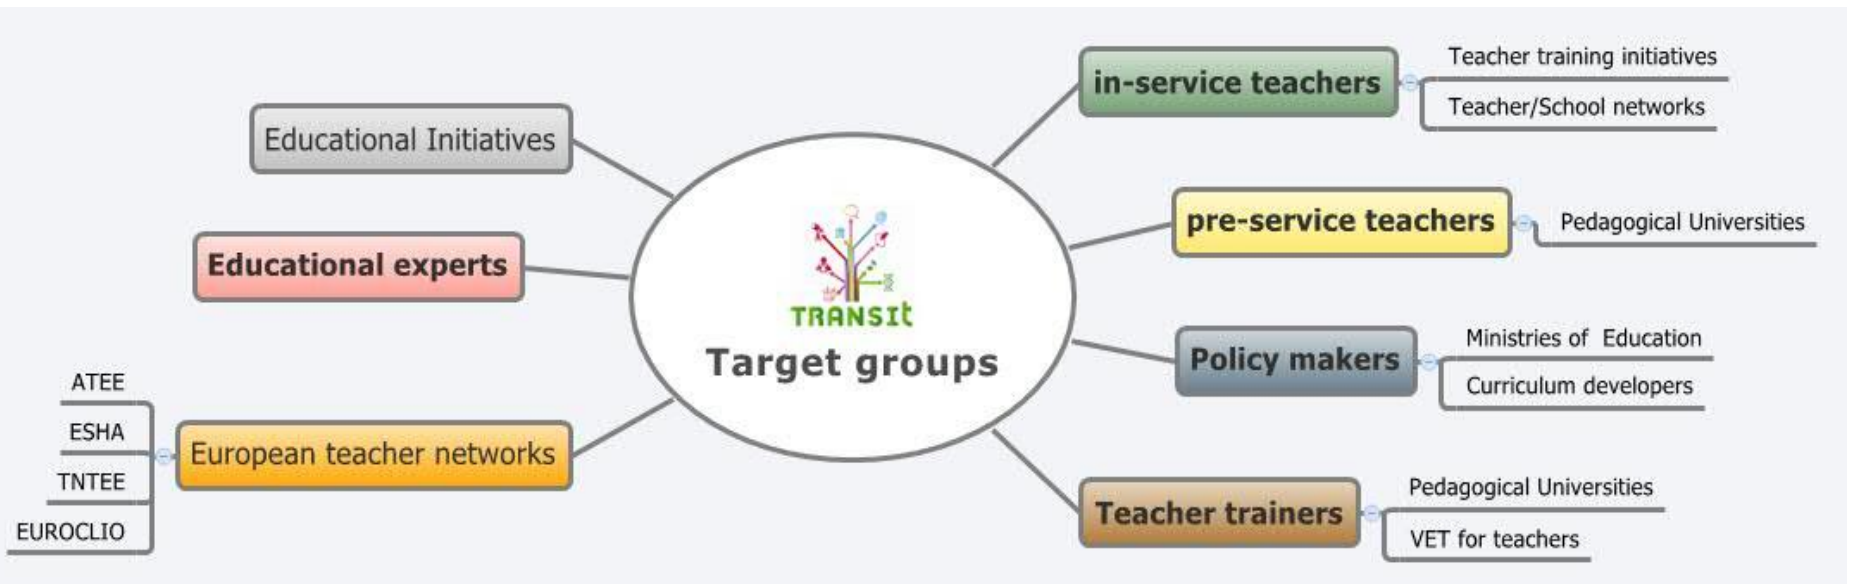 TRANSIt
Target groups
in-service teachers
Teacher training initiatives
Teacher/School networks
pre-service teachers
Pedagogical Universities
Policy makers
Ministries of  Education
Curriculum developers
Teacher trainers
Pedagogical Universities
VET for teachers
Educational Initiatives
Educational experts
European teacher networks
ATEE
ESHA
TNTEE
EUROCLIO